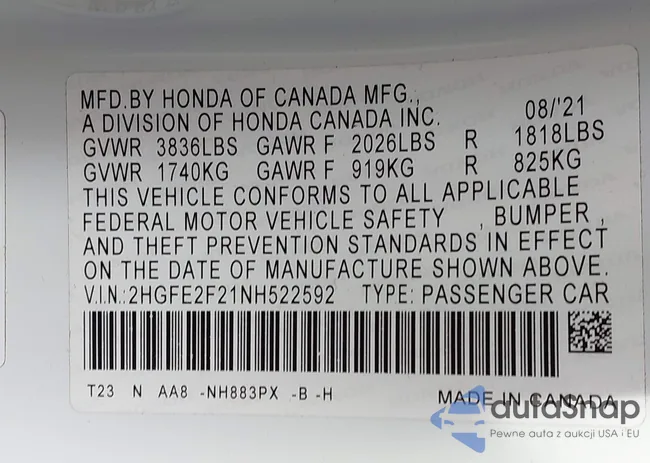 MFD.BY HONDA OF CANADA MFG.,
A DIVISION OF HONDA CANADA INC. 08/'21
GVWR 3836LBS GAWR F 2026LBS R 1818LBS
GVWR 1740KG GAWR F 919KG R 825KG
THIS VEHICLE CONFORMS TO ALL APPLICABLE
FEDERAL MOTOR VEHICLE SAFETY , BUMPER ,
AND THEFT PREVENTION STANDARDS IN EFFECT
ON THE DATE OF MANUFACTURE SHOWN ABOVE.
V.I.N.:2HGFE2F21NH522592 TYPE: PASSENGER CAR
T23 N AA8 -NH883PX -B -H MADE IN CANADA
autaSnap
Pewne auta z aukcji USA i EU